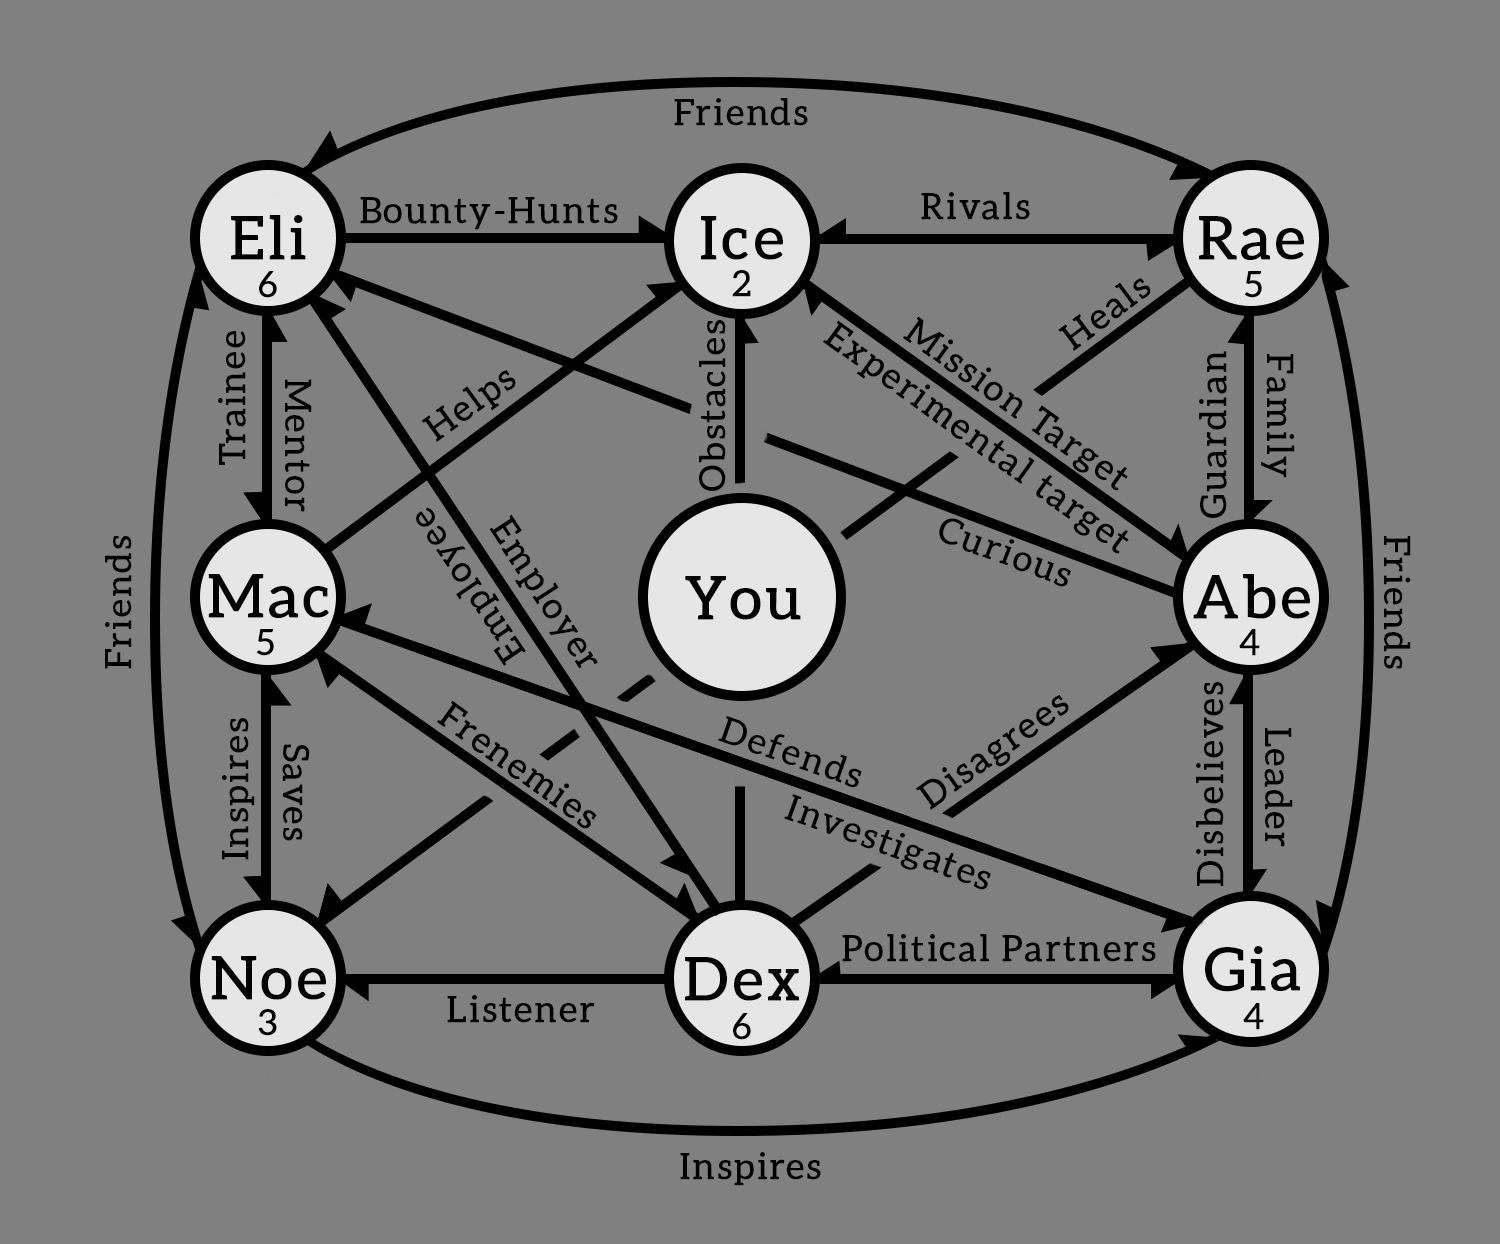 Friends
Eli
6
Bounty-Hunts
Ice
2
Rivals
Rae
5
Heals
Trainee
Mentor
Helps
Obstacles
Mission Target
Experimental target
Guardian
Family
Curious
Friends
Employee
Employer
Friends
Mac
5
You
Abe
4
Inspires
Saves
Frenemies
Defends
Investigates
Disagrees
Disbelieves
Leader
Noe
3
Listener
Dex
6
Political Partners
Gia
4
Inspires